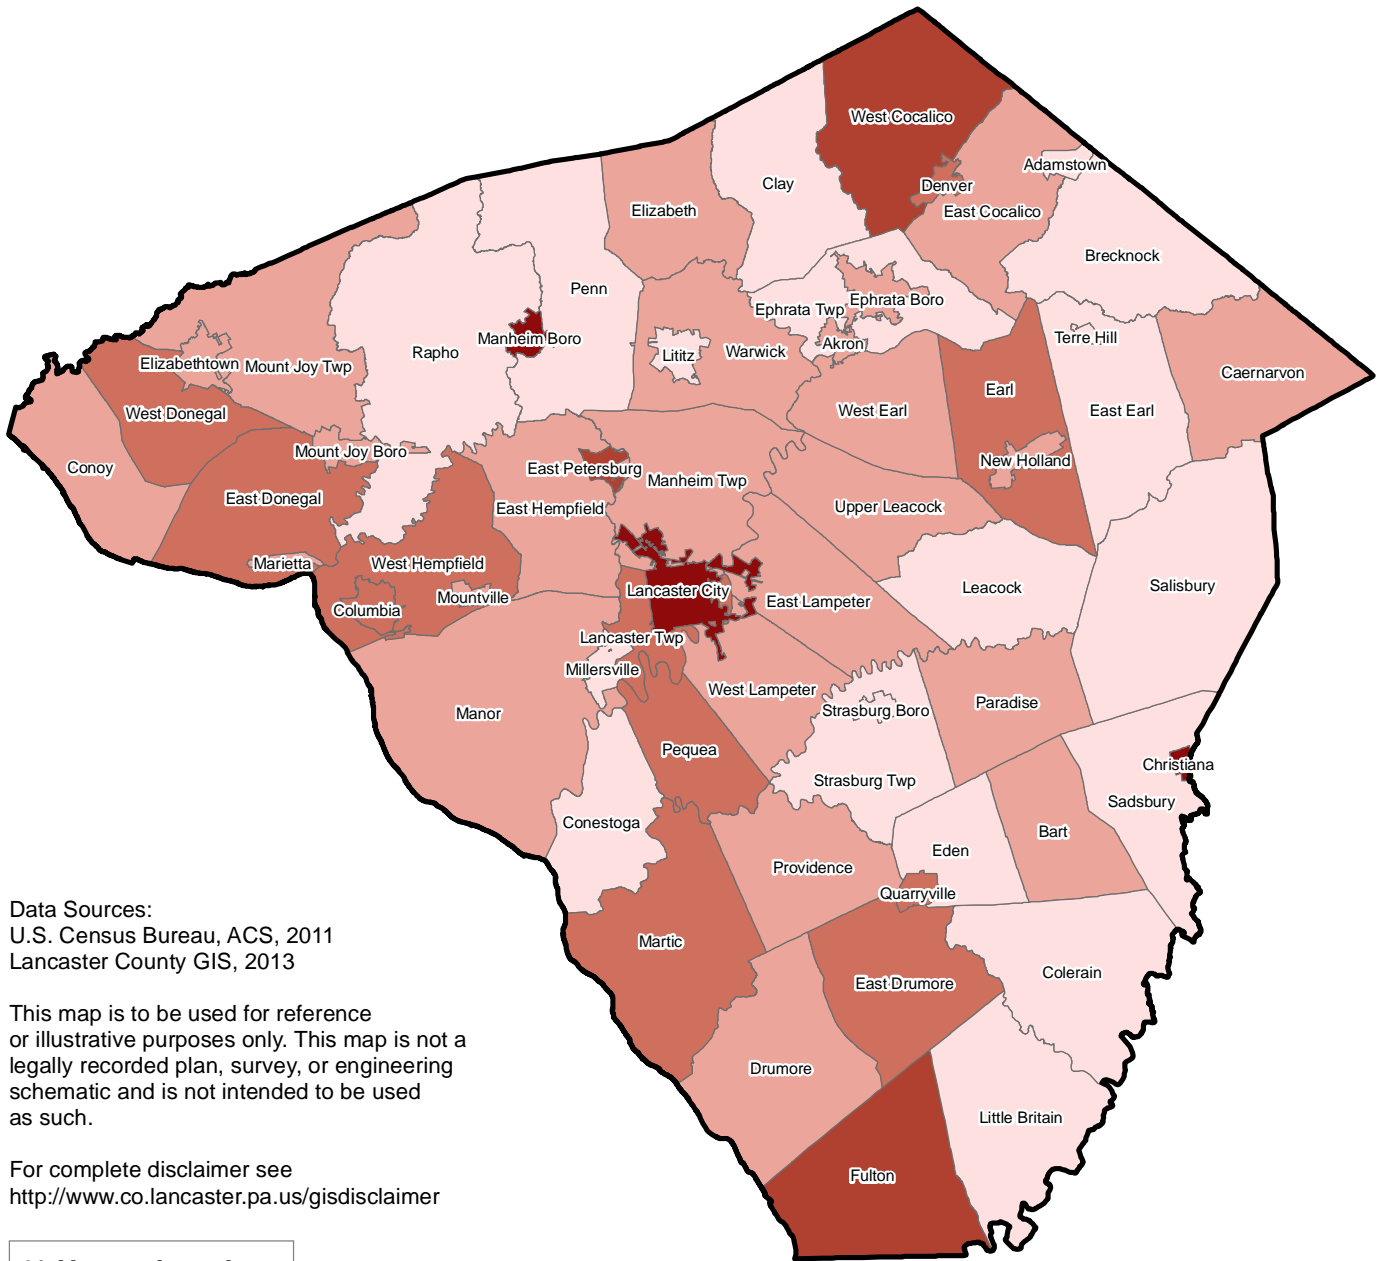 West Cocalico
Adamstown
Clay
Denver
Elizabeth
East Cocalico
Brecknock
Penn
Ephrata Boro
Ephrata Twp
Manheim Boro
Terre Hill
Akron
Rapho
Lititz
Warwick
Elizabethtown
Mount Joy Twp
Caernarvon
Earl
West Donegal
West Earl
East Earl
Mount Joy Boro
New Holland
Conoy
East Petersburg
Manheim Twp
East Donegal
East Hempfield
Upper Leacock
Marietta
West Hempfield
Leacock
Salisbury
Lancaster City
Mountville
East Lampeter
Columbia
Lancaster Twp
Millersville
West Lampeter
Paradise
Manor
Strasburg Boro
Pequea
Christiana
Strasburg Twp
Sadsbury
Conestoga
Bart
Eden
Providence
Quarryville
Martic
Colerain
East Drumore
Drumore
Little Britain
Fulton
Data Sources:
U.S. Census Bureau, ACS, 2011
Lancaster County GIS, 2013
This map is to be used for reference
or illustrative purposes only. This map is not a
legally recorded plan, survey, or engineering
schematic and is not intended to be used
as such.
For complete disclaimer see
http://www.co.lancaster.pa.us/gisdisclaimer